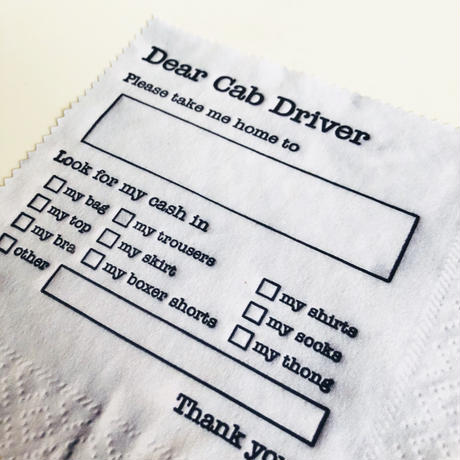 Dear Cab Driver
Please take me home to
Look for my cash in
my bag my trousers my shirts
my top my skirt my socks
my bra my boxer shorts my thong
other
Thank you